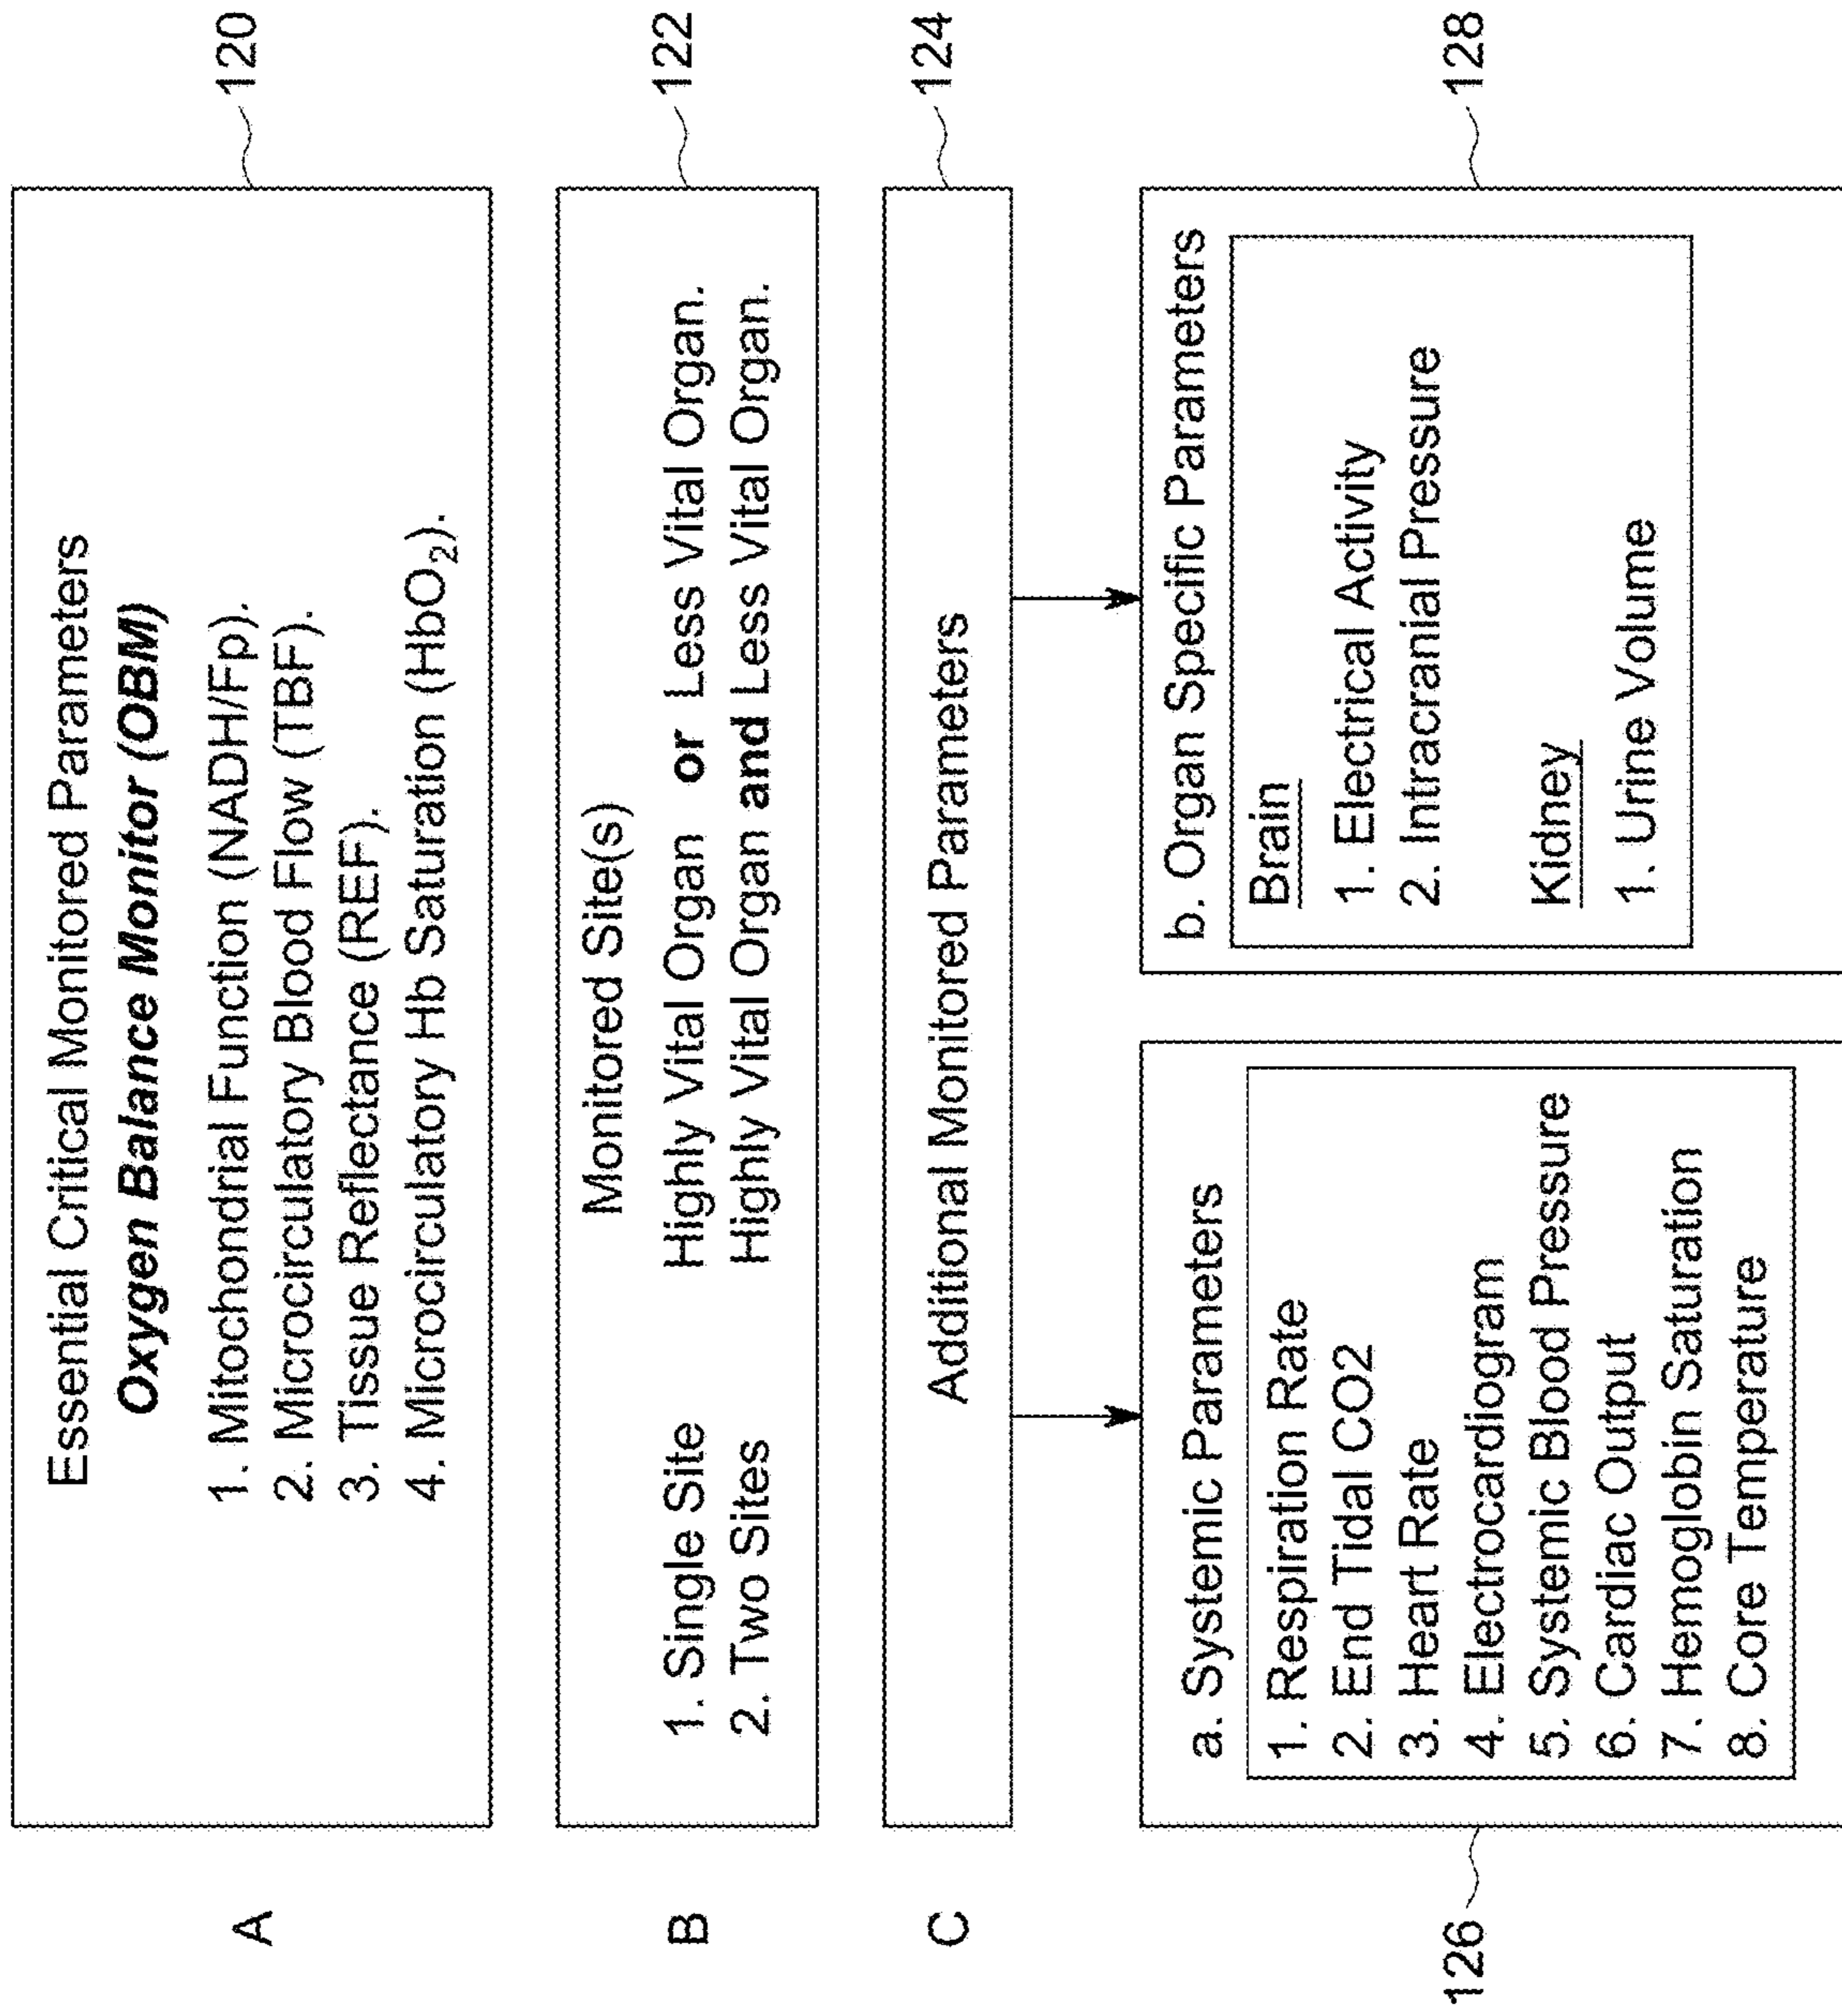 A
Essential Critical Monitored Parameters
Oxygen Balance Monitor (OBM)
1. Mitochondrial Function (NADH/Fp).
2. Microcirculatory Blood Flow (TBF).
3. Tissue Reflectance (REF).
4. Microcirculatory Hb Saturation (HbO₂).
120
B
Monitored Site(s)
1. Single Site Highly Vital Organ or Less Vital Organ.
2. Two Sites Highly Vital Organ and Less Vital Organ.
122
C
Additional Monitored Parameters
124
126
a. Systemic Parameters
1. Respiration Rate
2. End Tidal CO2
3. Heart Rate
4. Electrocardiogram
5. Systemic Blood Pressure
6. Cardiac Output
7. Hemoglobin Saturation
8. Core Temperature
b. Organ Specific Parameters
Brain
1. Electrical Activity
2. Intracranial Pressure
Kidney
1. Urine Volume
128